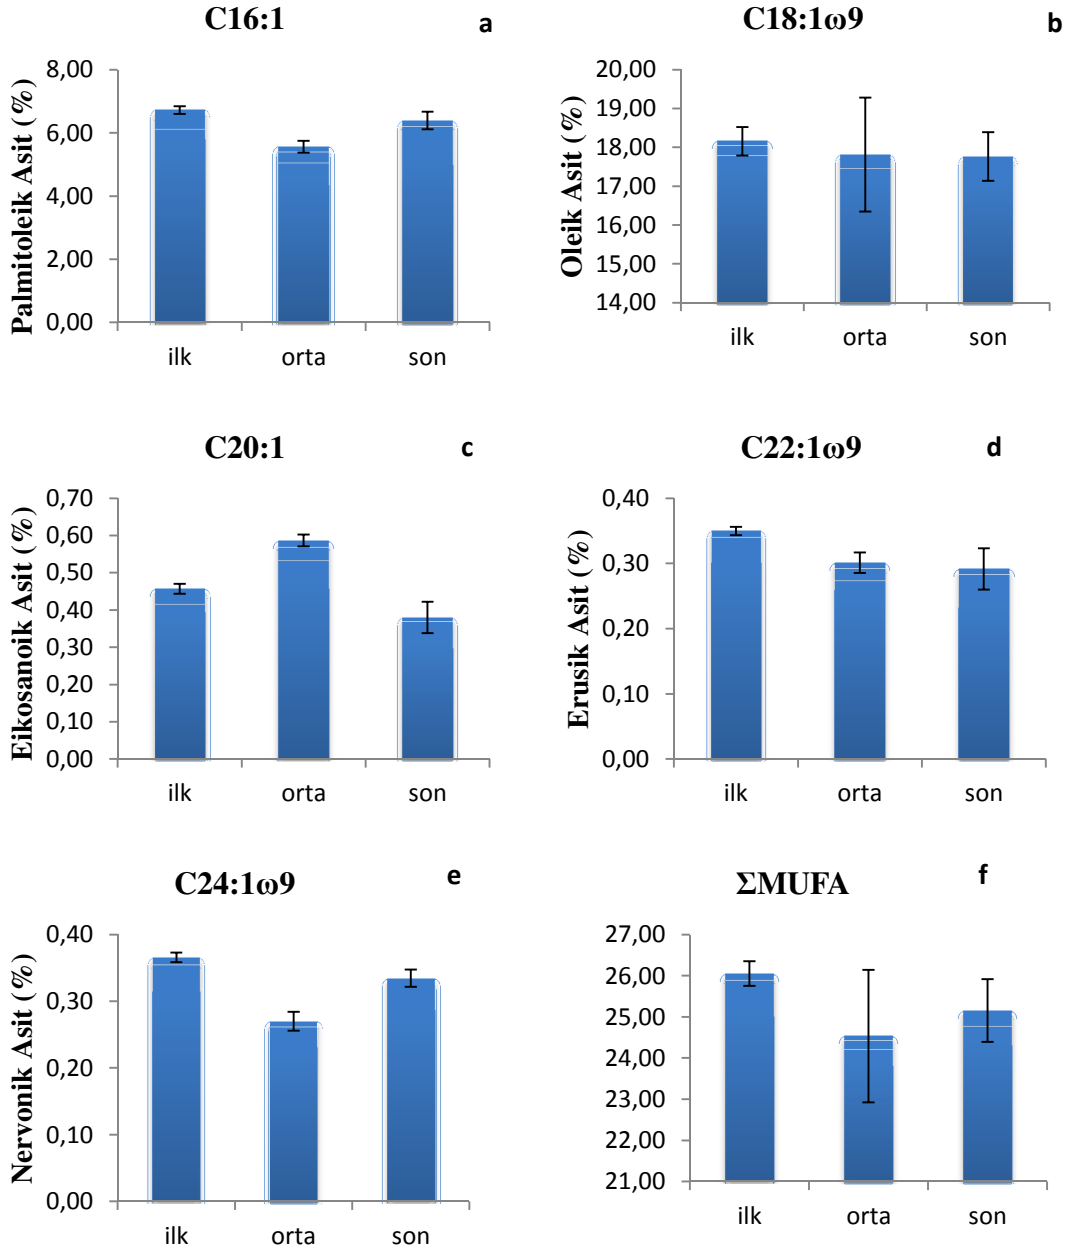 C16:1
a
Palmitoleik Asit (%)
8,00
6,00
4,00
2,00
0,00
ilk
orta
son
C18:1ω9
b
Oleik Asit (%)
20,00
19,00
18,00
17,00
16,00
15,00
14,00
ilk
orta
son
C20:1
c
Eikosanoik Asit (%)
0,70
0,60
0,50
0,40
0,30
0,20
0,10
0,00
ilk
orta
son
C22:1ω9
d
Erusik Asit (%)
0,40
0,30
0,20
0,10
0,00
ilk
orta
son
C24:1ω9
e
Nervonik Asit (%)
0,40
0,30
0,20
0,10
0,00
ilk
orta
son
ΣMUFA
f
27,00
26,00
25,00
24,00
23,00
22,00
21,00
ilk
orta
son